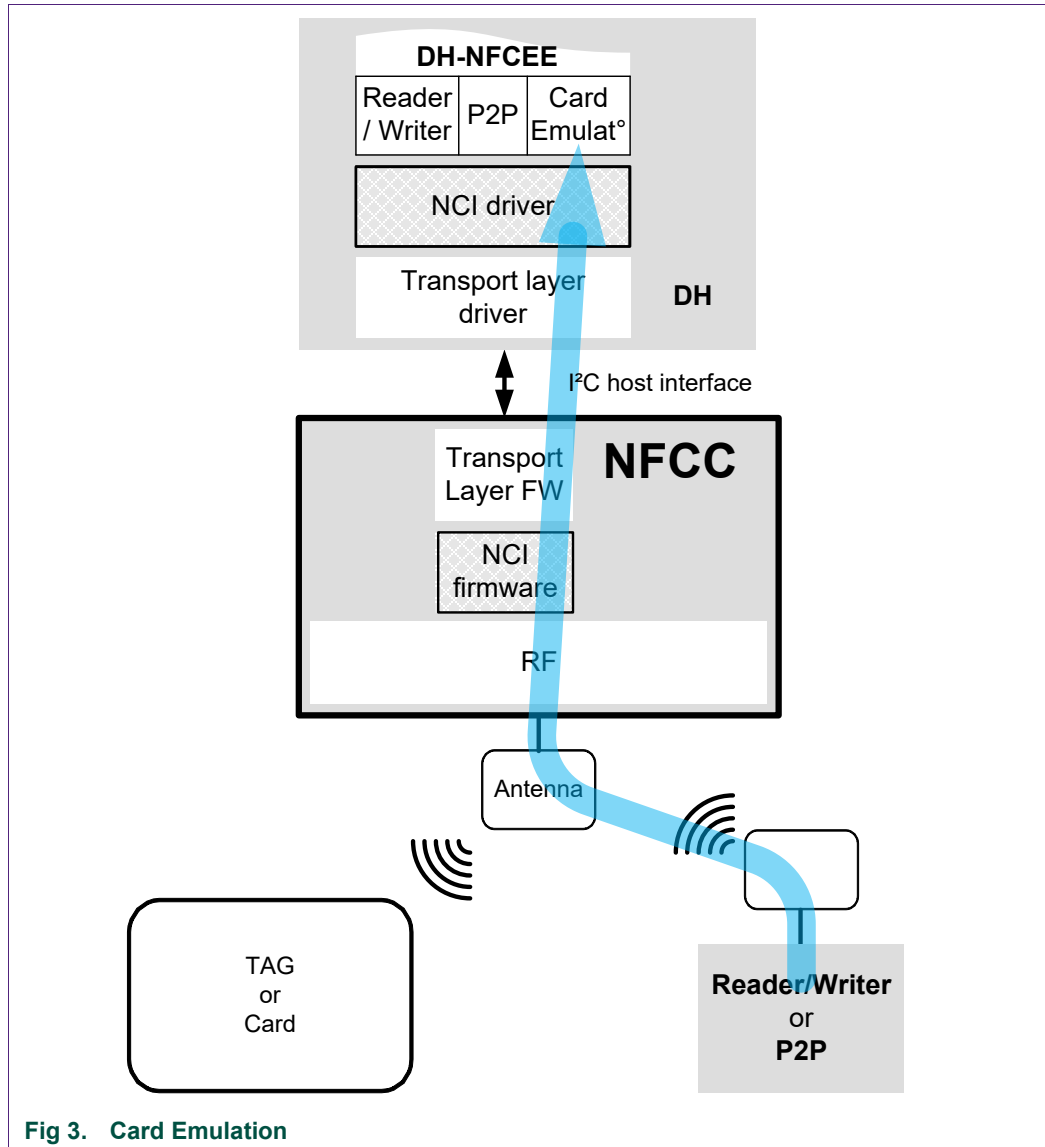 DH-NFCEE
Reader
/ Writer
P2P
Card
Emulat°
NCI driver
Transport layer
driver
DH
I²C host interface
NFCC
Transport
Layer FW
NCI
firmware
RF
Antenna
TAG
or
Card
Reader/Writer
or
P2P
Fig 3. Card Emulation